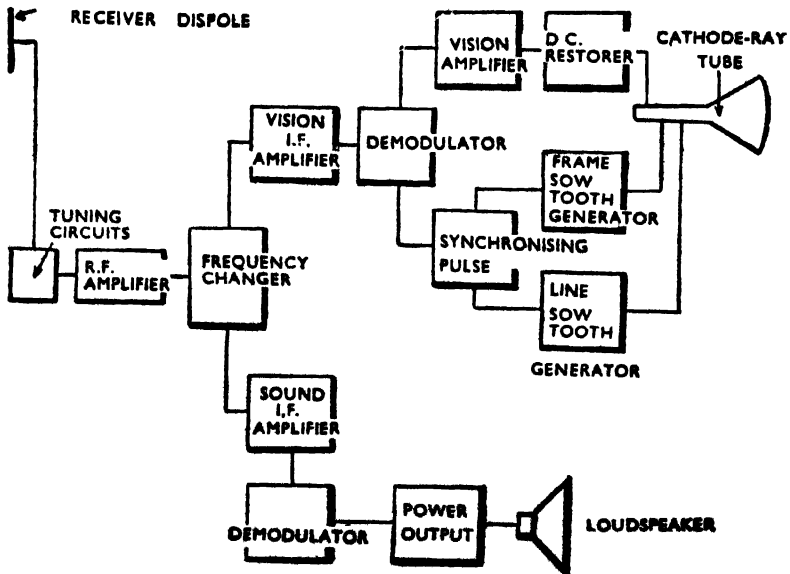 RECEIVER DISPOLE
TUNING
CIRCUITS
R.F.
AMPLIFIER
FREQUENCY
CHANGER
VISION
I.F.
AMPLIFIER
DEMODULATOR
VISION
AMPLIFIER
D C.
RESTORER
CATHODE-RAY
TUBE
SYNCHRONISING
PULSE
FRAME
SOW
TOOTH
GENERATOR
LINE
SOW
TOOTH
GENERATOR
SOUND
I,F.
AMPLIFIER
DEMODULATOR
POWER
OUTPUT
LOUDSPEAKER